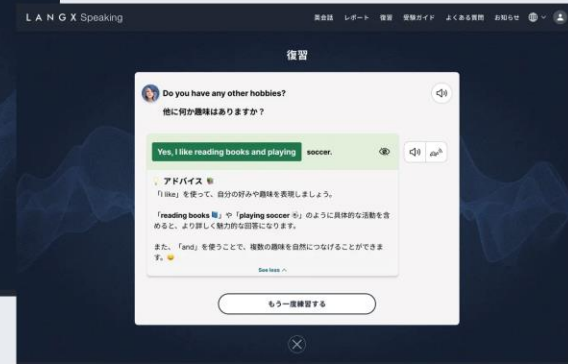 LANGX Speaking
英会話 レポート 復習 受験ガイド よくある質問 お知らせ
復習
Do you have any other hobbies?
他に何か趣味はありますか？
Yes, I like reading books and playing soccer.
アドバイス
「I like」を使って、自分の好みや趣味を表現しましょう。
「reading books 📚」や「playing soccer ⚽」のように具体的な活動を含
めると、より詳しく魅力的な回答になります。
また、「and」を使うことで、複数の趣味を自然につなげることができま
す。😊
See less
もう一度練習する